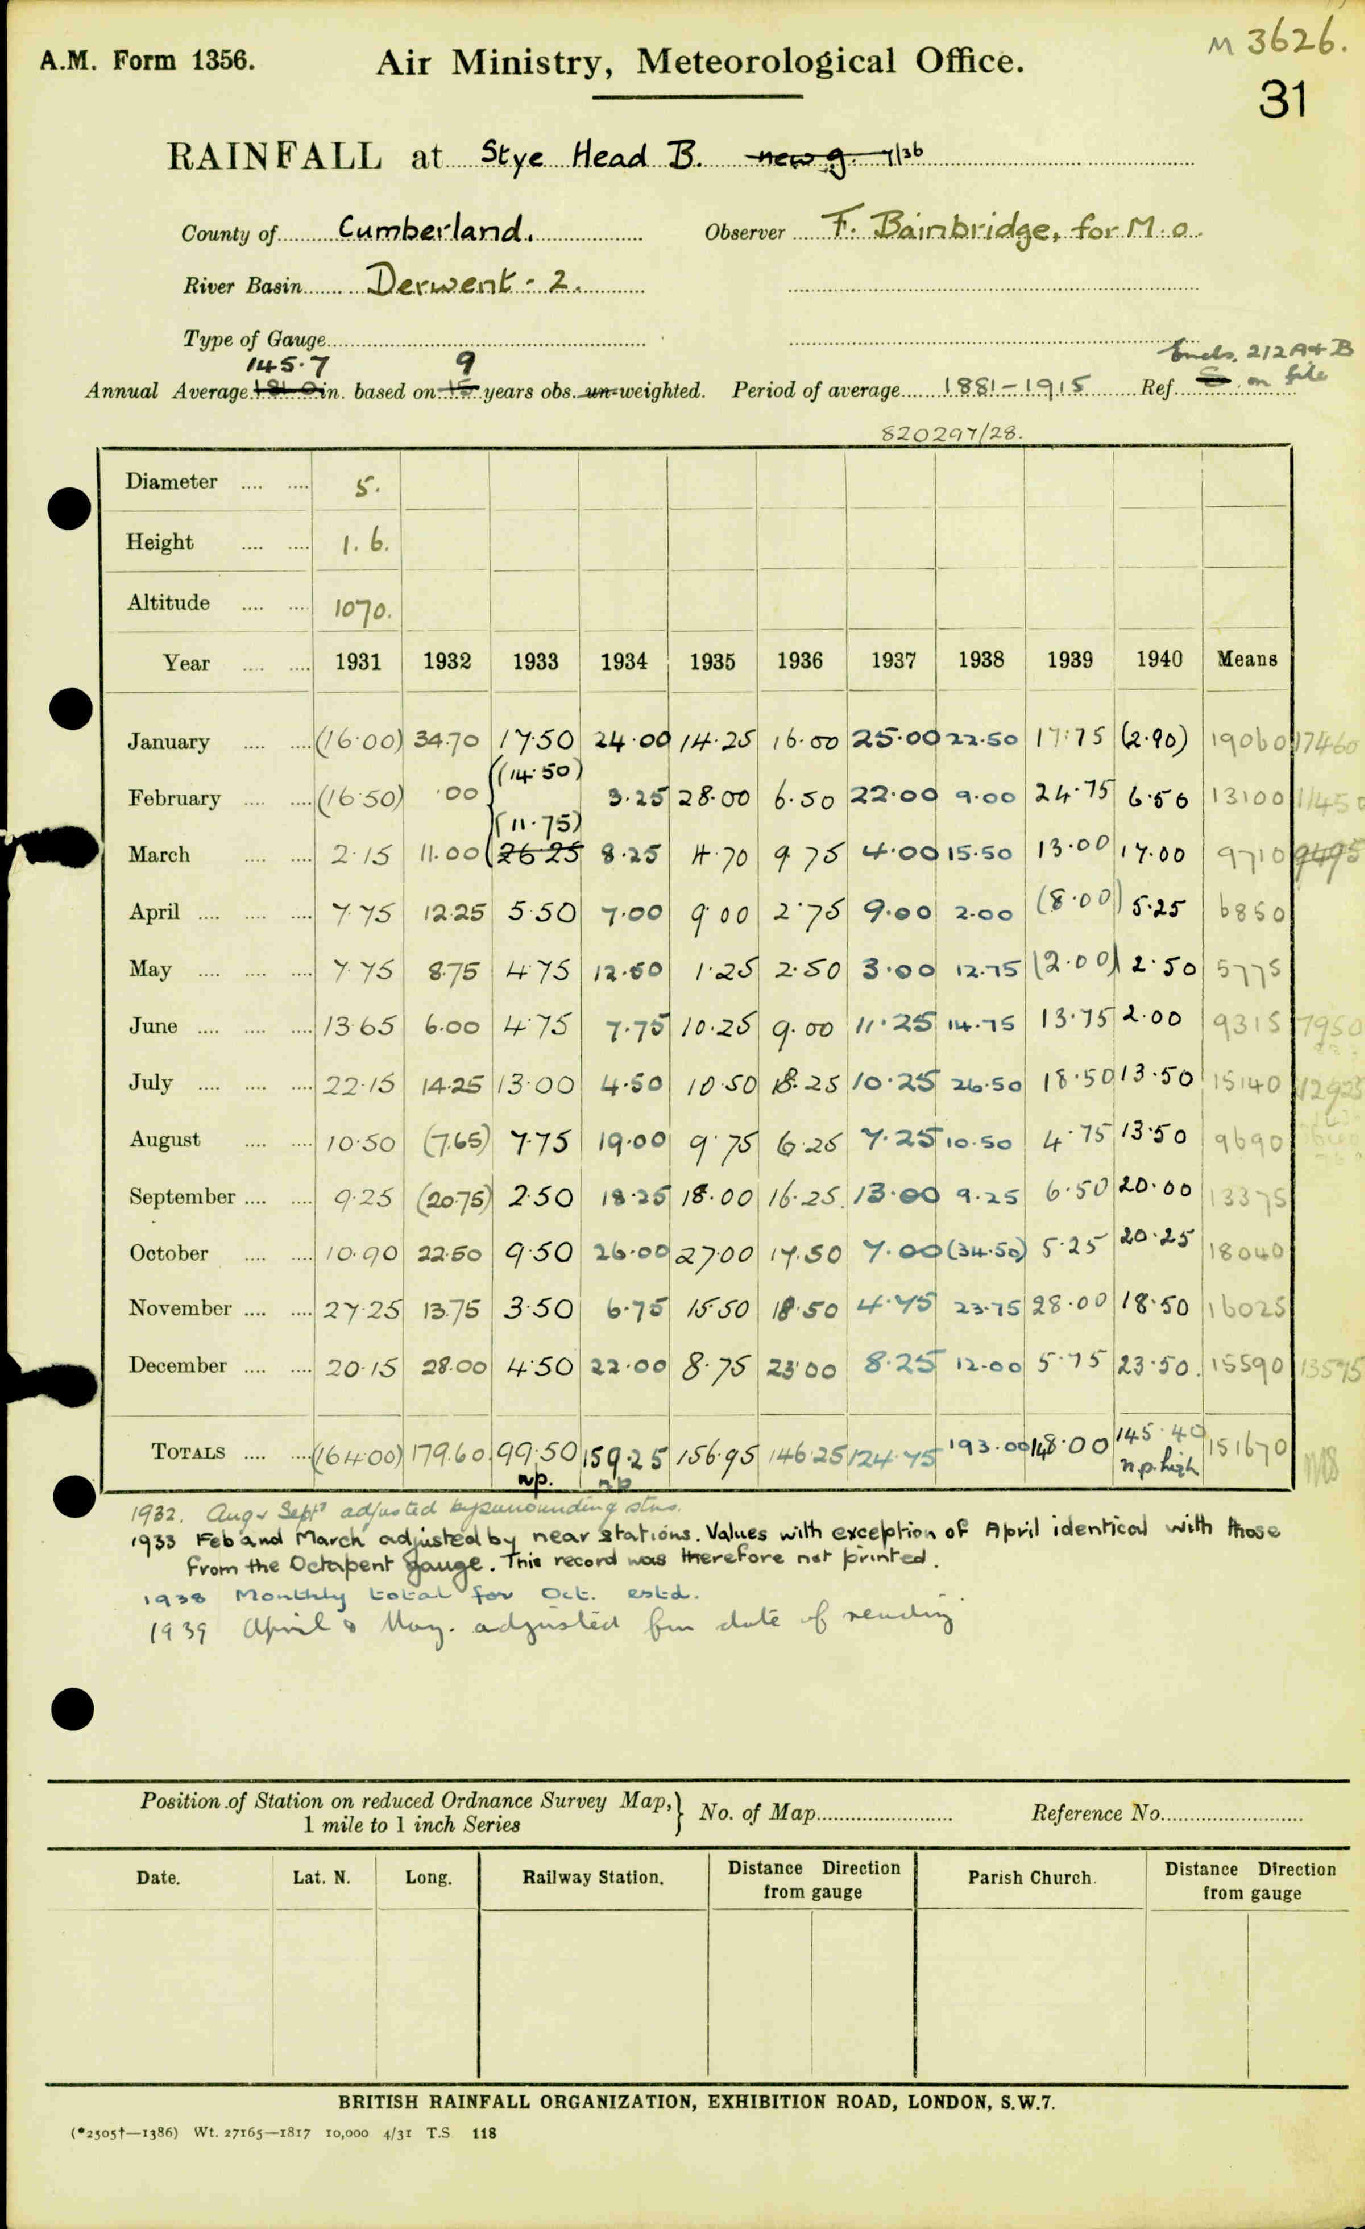 M 3626.
A.M. Form 1356. Air Ministry, Meteorological Office.
31
RAINFALL at Stye Head B. new g. 7/36
County of Cumberland. Observer F. Bainbridge, for M.O.
River Basin Derwent - 2.
Type of Gauge
145.7 9 Encls. 212A & B
Annual Average 181.0 in. based on 15 years obs. un-weighted. Period of average 1881-1915 Ref. on file
820297/28.
Diameter 5.
Height 1.6.
Altitude 1070.
Year 1931 1932 1933 1934 1935 1936 1937 1938 1939 1940 Means
January (16.00) 34.70 17.50 24.00 14.25 16.00 25.00 22.50 17.75 (2.90) 19060 17460
February (16.50) .00 (14.50) 3.25 28.00 6.50 22.00 9.00 24.75 6.50 13100 11450
(11.75)
March 2.15 11.00 26.25 8.25 4.70 9.75 4.00 15.50 13.00 17.00 9710 9495
April 7.75 12.25 5.50 7.00 9.00 2.75 9.00 2.00 (8.00) 5.25 6850
May 7.75 8.75 4.75 12.50 1.25 2.50 3.00 12.75 (2.00) 2.50 5775
June 13.65 6.00 4.75 7.75 10.25 9.00 11.25 14.75 13.75 2.00 9315 7950
July 22.15 14.25 13.00 4.50 10.50 18.25 10.25 26.50 18.50 13.50 15140 12925
August 10.50 (7.65) 7.75 19.00 9.75 6.25 7.25 10.50 4.75 13.50 9690
September 9.25 (20.75) 2.50 18.25 18.00 16.25 13.00 9.25 6.50 20.00 13375
October 10.90 22.50 9.50 26.00 27.00 17.50 7.00 (34.50) 5.25 20.25 18040
November 27.25 13.75 3.50 6.75 15.50 18.50 4.75 23.75 28.00 18.50 16025
December 20.15 28.00 4.50 22.00 8.75 23.00 8.25 12.00 5.75 23.50. 15590 13575
TOTALS (164.00) 179.60 99.50 159.25 156.95 146.25 124.75 193.00 148.00 145.40 151670
n.p. n.p. n.p. high
1932. Aug & Sept adjusted by surrounding stns.
1933 Feb and March adjusted by near stations. Values with exception of April identical with those
from the Octapent gauge. This record was therefore not printed.
1938 Monthly total for Oct. estd.
1939 April & May. adjusted for date of reading.
Position of Station on reduced Ordnance Survey Map, } No. of Map Reference No.
1 mile to 1 inch Series
Date. Lat. N. Long. Railway Station. Distance Direction from gauge Parish Church. Distance Direction from gauge
BRITISH RAINFALL ORGANIZATION, EXHIBITION ROAD, LONDON, S.W.7.
(*2505†—1386) Wt. 27165—1817 10,000 4/31 T.S 118